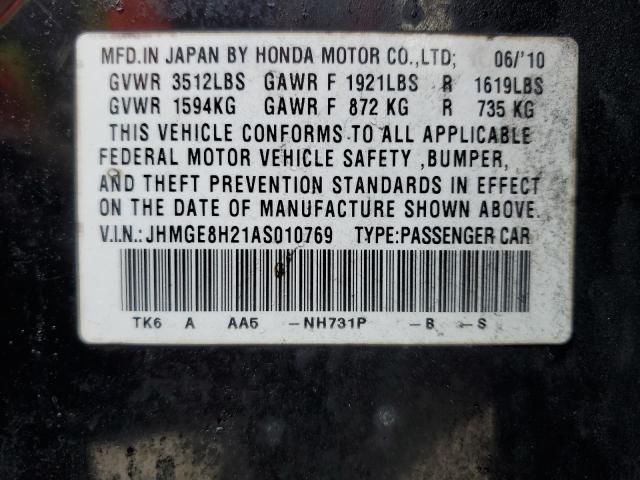 MFD.IN JAPAN BY HONDA MOTOR CO.,LTD; 06/'10
GVWR 3512LBS GAWR F 1921LBS R 1619LBS
GVWR 1594KG GAWR F 872 KG R 735 KG
THIS VEHICLE CONFORMS TO ALL APPLICABLE
FEDERAL MOTOR VEHICLE SAFETY ,BUMPER,
AND THEFT PREVENTION STANDARDS IN EFFECT
ON THE DATE OF MANUFACTURE SHOWN ABOVE.
V.I.N.: JHMGE8H21AS010769 TYPE:PASSENGER CAR
TK6 A AA5 -NH731P -B -S